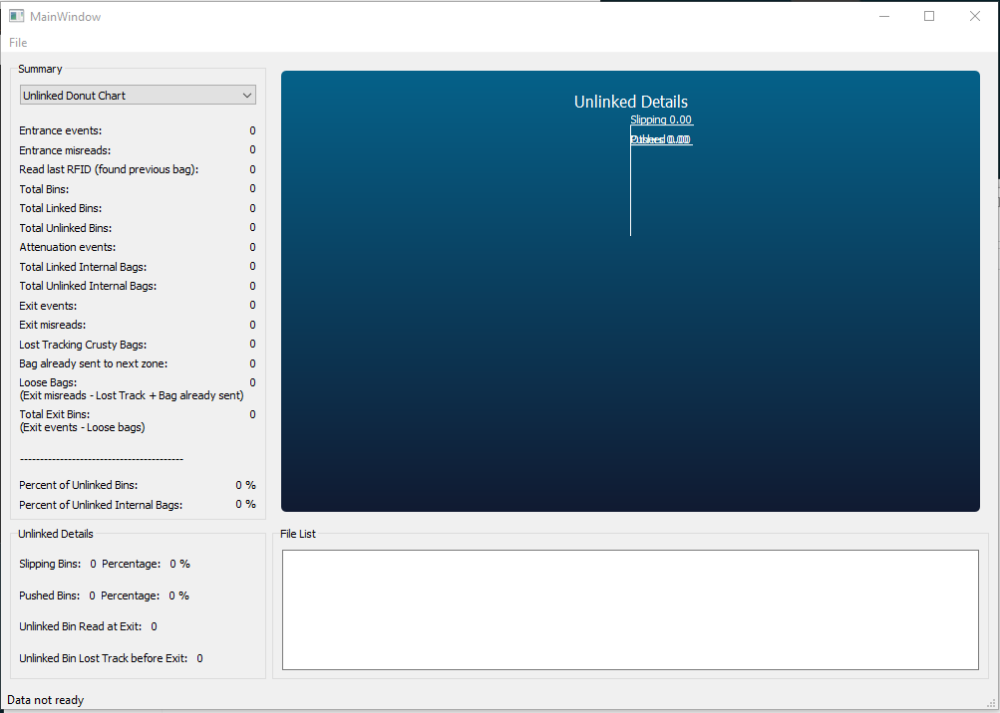 MainWindow
File
Summary
Unlinked Donut Chart
Entrance events: 0
Entrance misreads: 0
Read last RFID (found previous bag): 0
Total Bins: 0
Total Linked Bins: 0
Total Unlinked Bins: 0
Attenuation events: 0
Total Linked Internal Bags: 0
Total Unlinked Internal Bags: 0
Exit events: 0
Exit misreads: 0
Lost Tracking Crusty Bags: 0
Bag already sent to next zone: 0
Loose Bags: 0
(Exit misreads - Lost Track + Bag already sent)
Total Exit Bins: 0
(Exit events - Loose bags)
-----------------------------------------
Percent of Unlinked Bins: 0 %
Percent of Unlinked Internal Bags: 0 %
Unlinked Details
Slipping 0.00
0.00
Unlinked Details
Slipping Bins: 0 Percentage: 0 %
Pushed Bins: 0 Percentage: 0 %
Unlinked Bin Read at Exit: 0
Unlinked Bin Lost Track before Exit: 0
File List
Data not ready